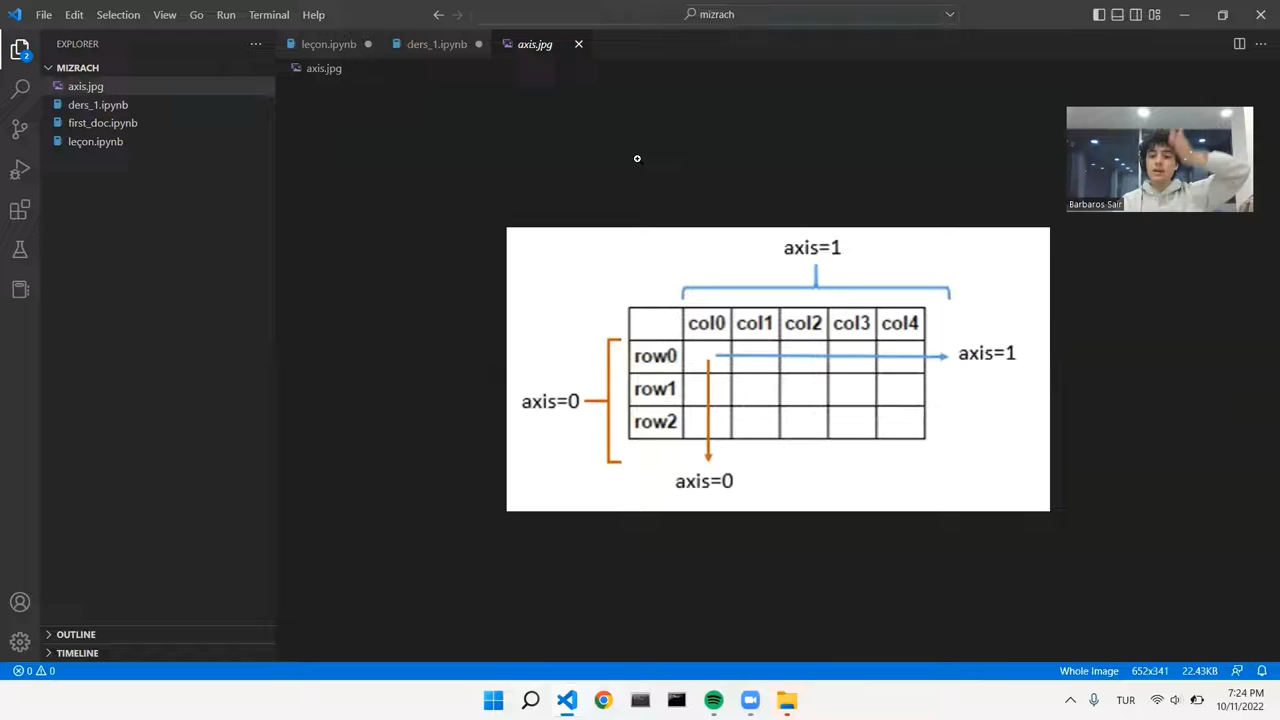 File Edit Selection View Go Run Terminal Help
mizrach
EXPLORER
leçon.ipynb
ders_1.ipynb
axis.jpg
MIZRACH
axis.jpg
axis.jpg
ders_1.ipynb
first_doc.ipynb
leçon.ipynb
2
Barbaros Sair
axis=1
col0 col1 col2 col3 col4
row0
axis=1
row1
axis=0
row2
axis=0
OUTLINE
TIMELINE
0 0
Whole Image 652x341 22.43KB
TUR
7:24 PM
10/11/2022